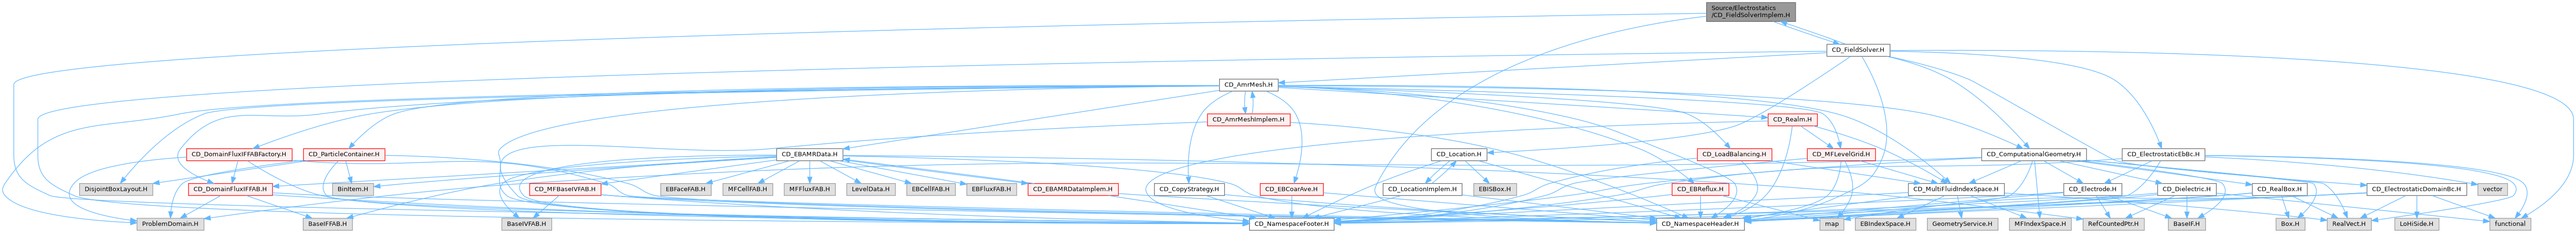 Source/Electrostatics
/CD_FieldSolverImplem.H
CD_FieldSolver.H
CD_AmrMesh.H
CD_AmrMeshImplem.H
CD_Realm.H
CD_DomainFluxIFFABFactory.H
CD_ParticleContainer.H
CD_EBAMRData.H
CD_Location.H
CD_LoadBalancing.H
CD_MFLevelGrid.H
CD_ComputationalGeometry.H
CD_ElectrostaticEbBc.H
DisjointBoxLayout.H
CD_DomainFluxIFFAB.H
BinItem.H
CD_MFBaseIVFAB.H
EBFaceFAB.H
MFCellFAB.H
MFFluxFAB.H
LevelData.H
EBCellFAB.H
EBFluxFAB.H
CD_EBAMRDataImplem.H
CD_CopyStrategy.H
CD_EBCoarAve.H
CD_LocationImplem.H
EBISBox.H
CD_EBReflux.H
CD_MultiFluidIndexSpace.H
CD_Electrode.H
CD_Dielectric.H
CD_RealBox.H
CD_ElectrostaticDomainBc.H
vector
ProblemDomain.H
BaseIFFAB.H
BaseIVFAB.H
CD_NamespaceFooter.H
CD_NamespaceHeader.H
map
EBIndexSpace.H
GeometryService.H
MFIndexSpace.H
RefCountedPtr.H
BaseIF.H
Box.H
RealVect.H
LoHiSide.H
functional